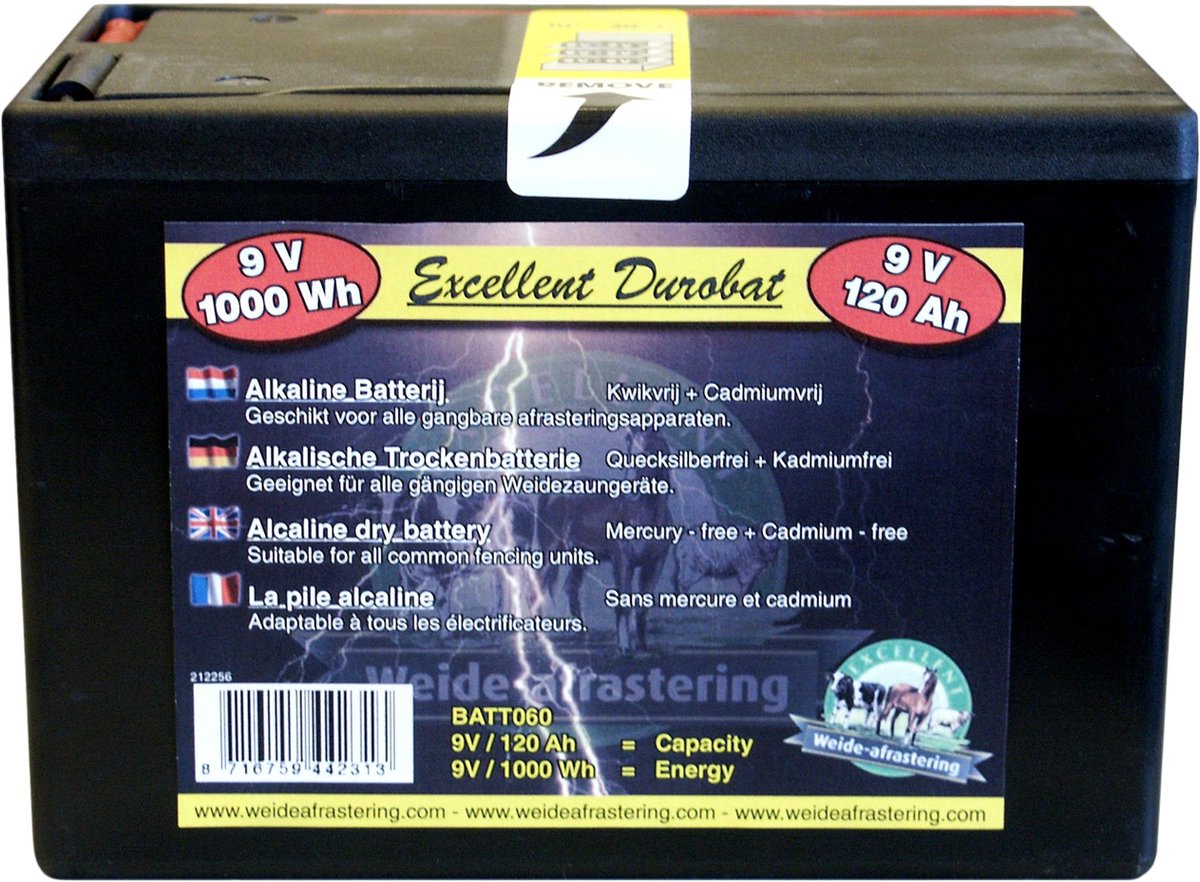 REMOVE
9 V
1000 Wh
Excellent Durobat
9 V
120 Ah
Alkaline Batterij.
Kwikvrij + Cadmiumvrij
Geschikt voor alle gangbare afrasteringsapparaten.
Alkalische Trockenbatterie
Quecksilberfrei + Kadmiumfrei
Geeignet für alle gängigen Weidezaungeräte.
Alcaline dry battery
Mercury - free + Cadmium - free
Suitable for all common fencing units.
La pile alcaline
Sans mercure et cadmium
Adaptable à tous les électrificateurs.
Weide-afrastering
212256
8 716759 442313
BATT060
9V / 120 Ah = Capacity
9V / 1000 Wh = Energy
EXCELLENT
Weide-afrastering
www.weideafrastering.com - www.weideafrastering.com - www.weideafrastering.com